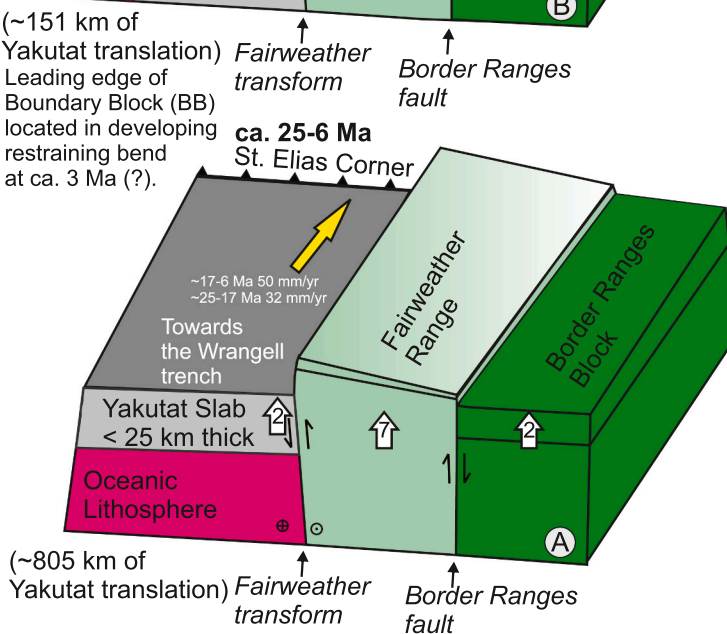 B
(~151 km of
Yakutat translation)
Fairweather
transform
Border Ranges
fault
Leading edge of
Boundary Block (BB)
located in developing
restraining bend
at ca. 3 Ma (?).
ca. 25-6 Ma
St. Elias Corner
~17-6 Ma 50 mm/yr
~25-17 Ma 32 mm/yr
Towards
the Wrangell
trench
Fairweather
Range
Border Ranges
Block
Yakutat Slab
< 25 km thick
2
7
2
Oceanic
Lithosphere
A
(~805 km of
Yakutat translation)
Fairweather
transform
Border Ranges
fault